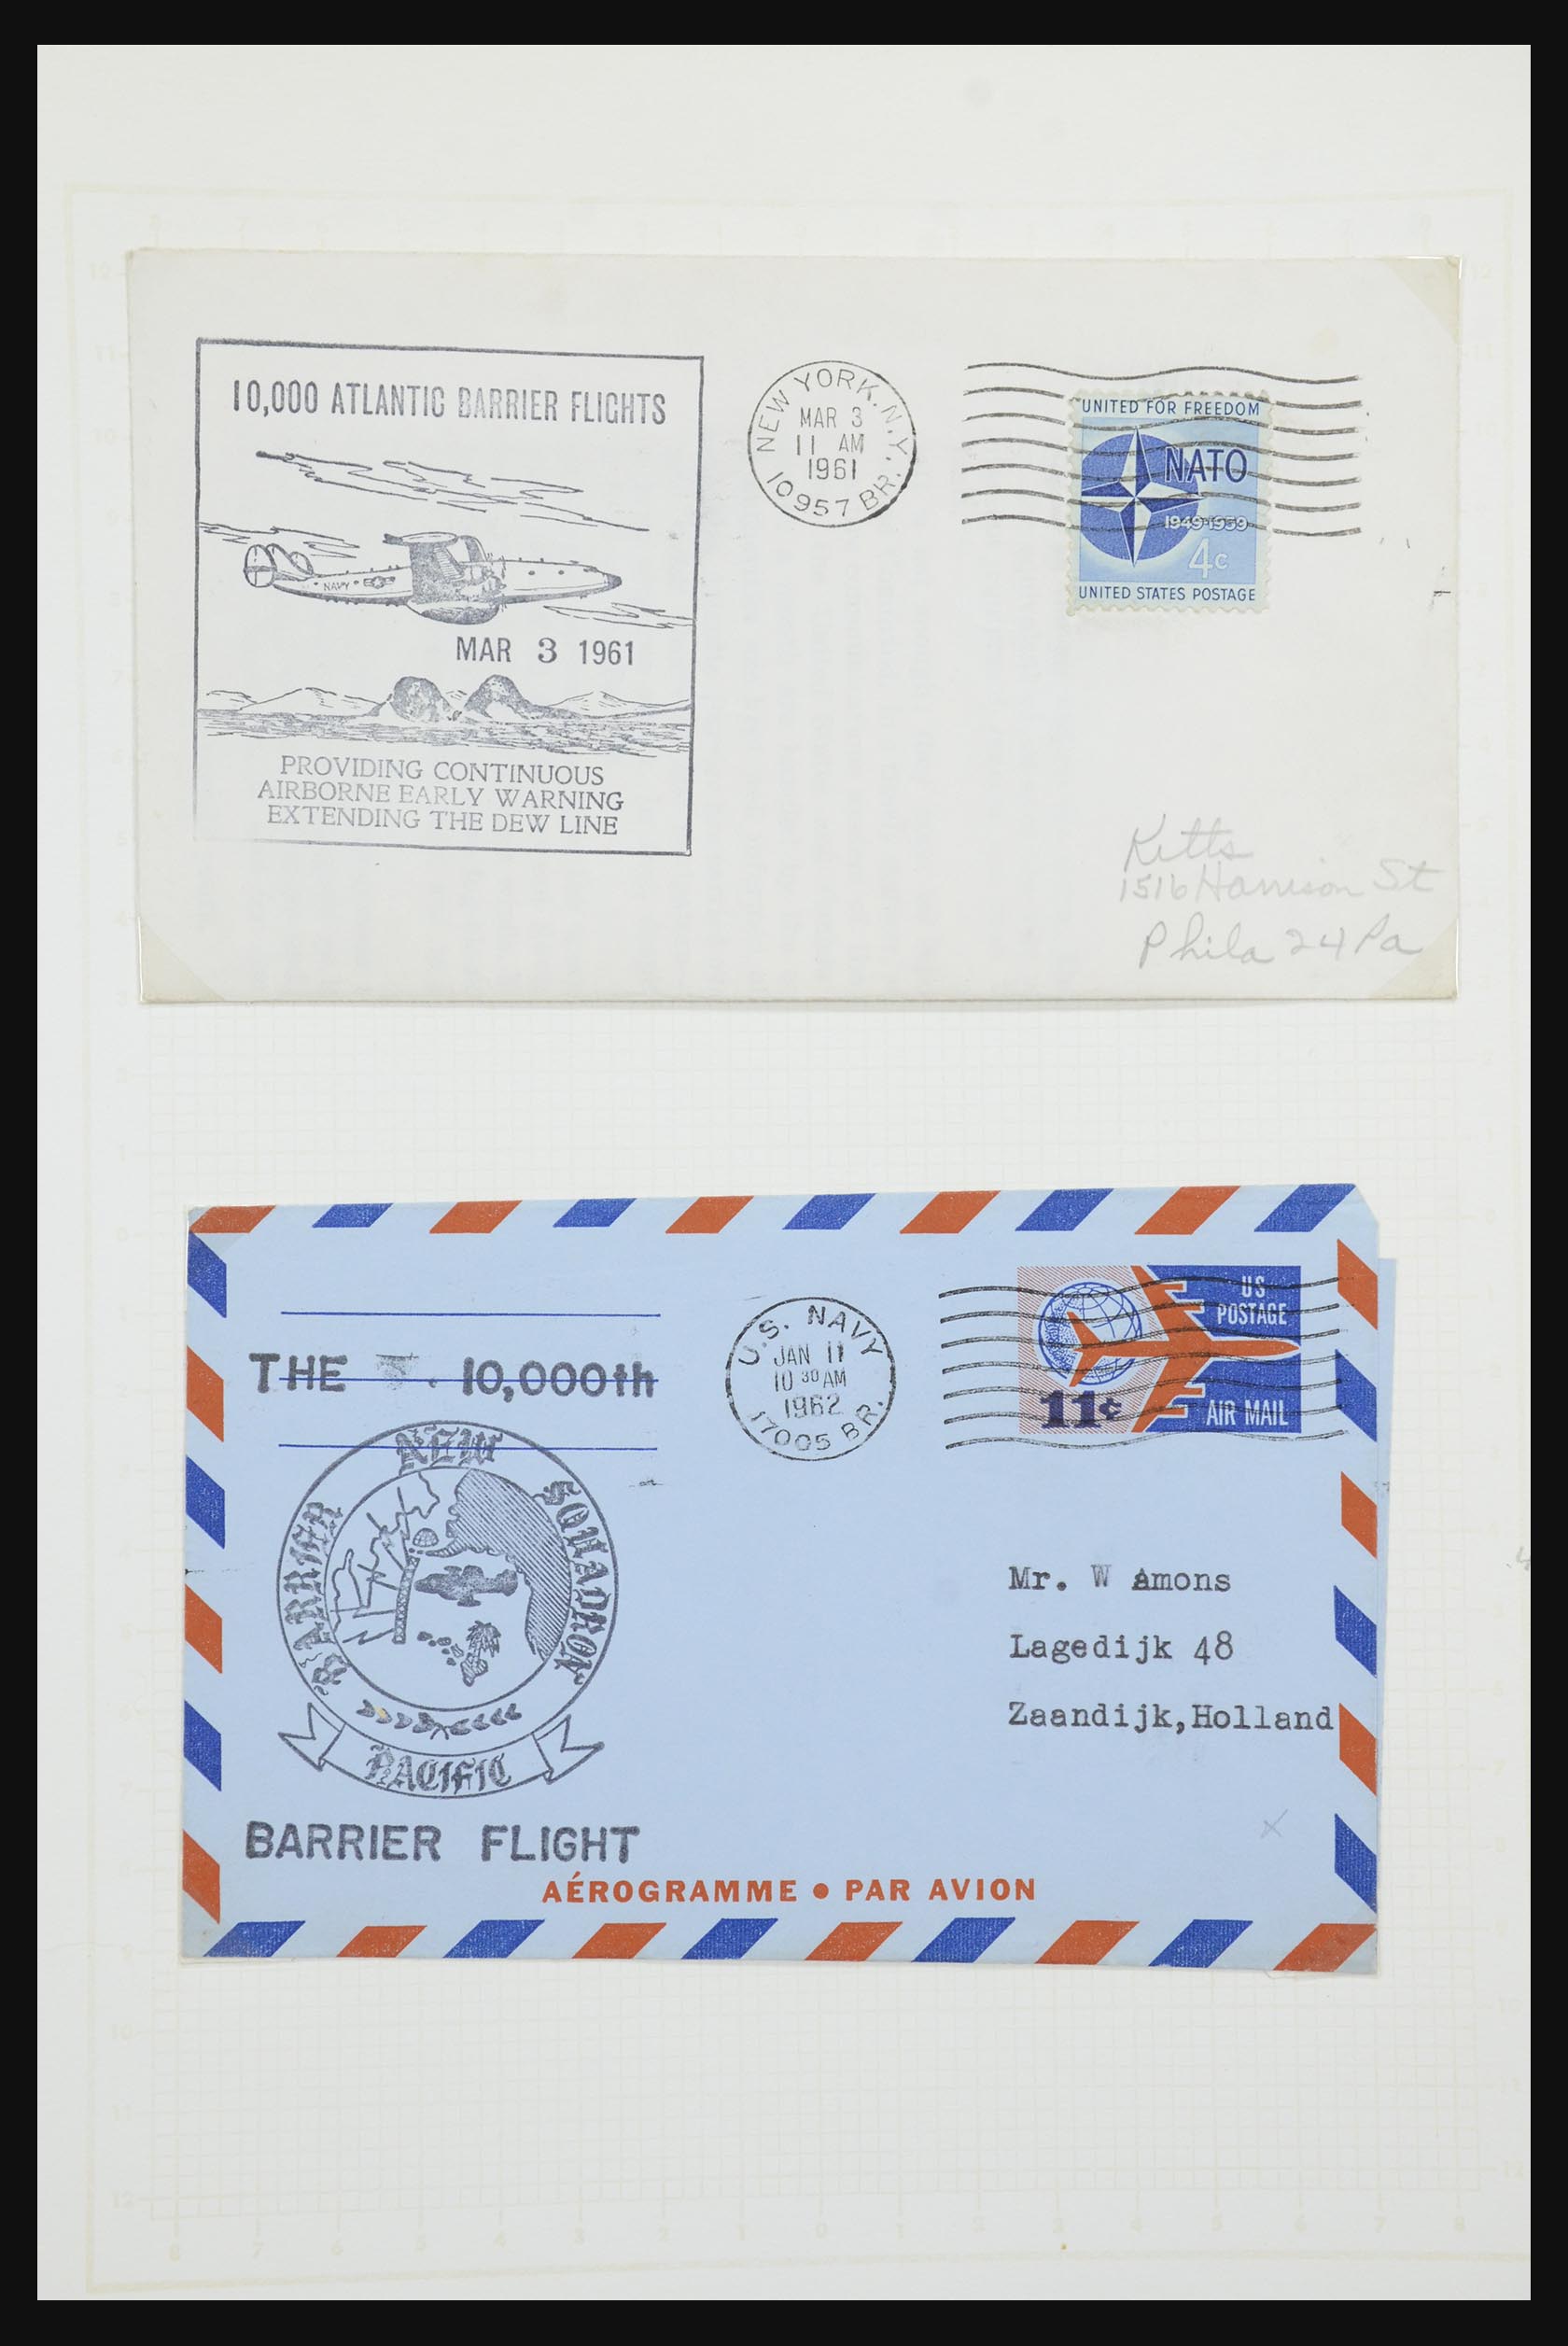 10,000 ATLANTIC BARRIER FLIGHTS
NAVY
MAR 3 1961
PROVIDING CONTINUOUS
AIRBORNE EARLY WARNING
EXTENDING THE DEW LINE
NEW YORK, N.Y.
MAR 3
11 AM
1961
10957 BR.
UNITED FOR FREEDOM
NATO
1949-1959
4c
UNITED STATES POSTAGE
Kitts
1516 Harrison St
Phila 24 Pa
THE 10,000th
BARRIER NEW SQUADRON
PACIFIC
BARRIER FLIGHT
U.S. NAVY
JAN 11
10 30 AM
1962
17005 BR.
US
POSTAGE
11¢
AIR MAIL
Mr. W Amons
Lagedijk 48
Zaandijk,Holland
AÉROGRAMME • PAR AVION